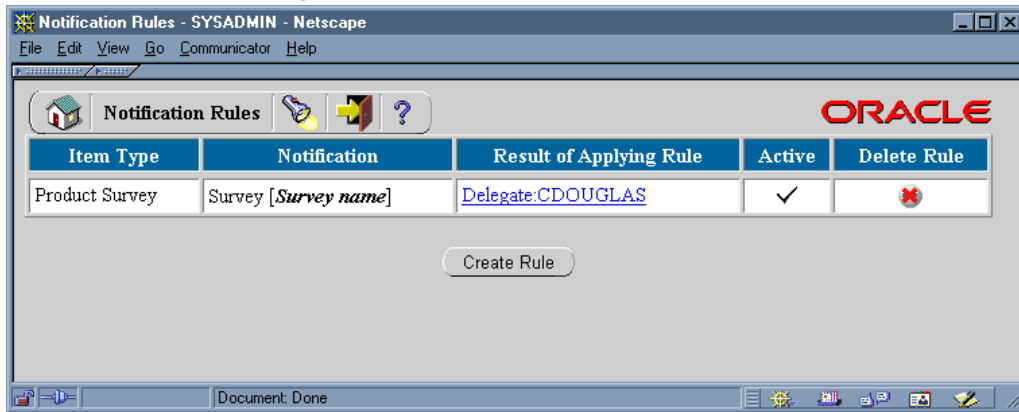 Notification Rules - SYSADMIN - Netscape
File Edit View Go Communicator Help
Notification Rules ?
ORACLE
Item Type Notification Result of Applying Rule Active Delete Rule
Product Survey Survey [Survey name] Delegate:CDOUGLAS
Create Rule
Document: Done